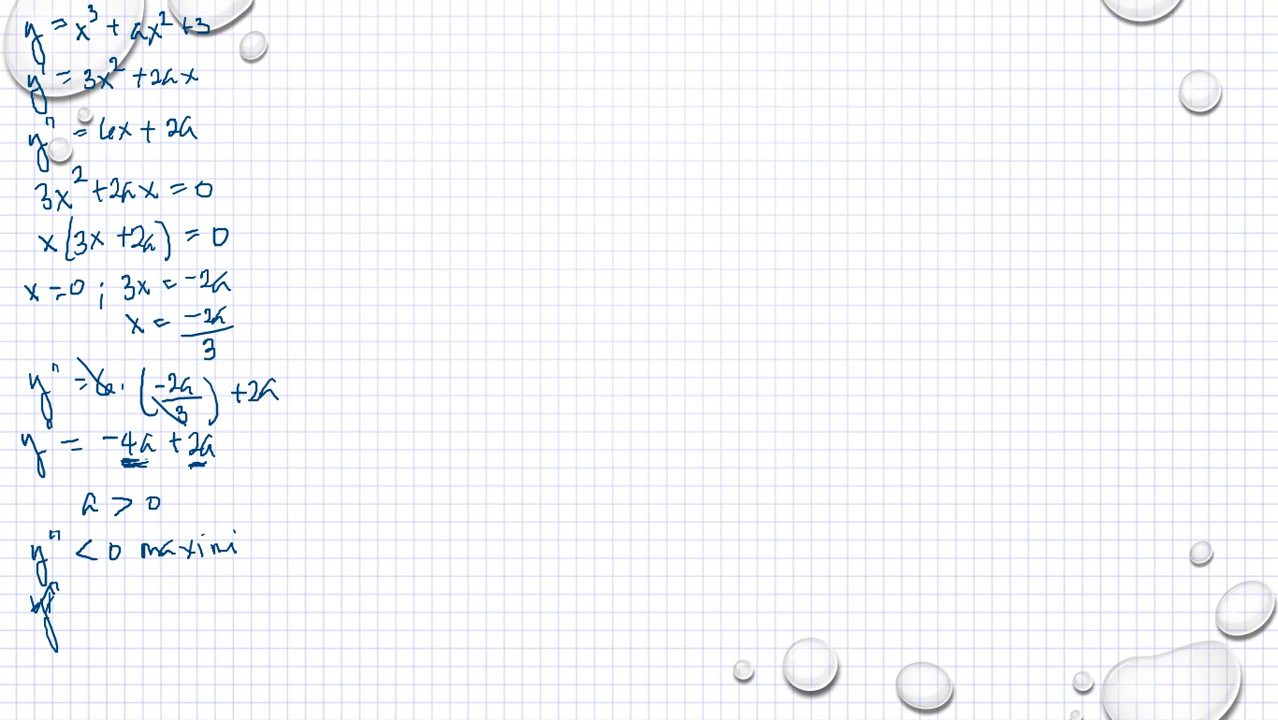 y = x³ + ax² + 3
y' = 3x² + 2ax
y" = 6x + 2a
3x² + 2ax = 0
x(3x + 2a) = 0
x = 0 ; 3x = -2a
x = -2a/3
y" = 6 · (-2a/3) + 2a
y = -4a + 2a
a > 0
y" < 0 maximi
y"